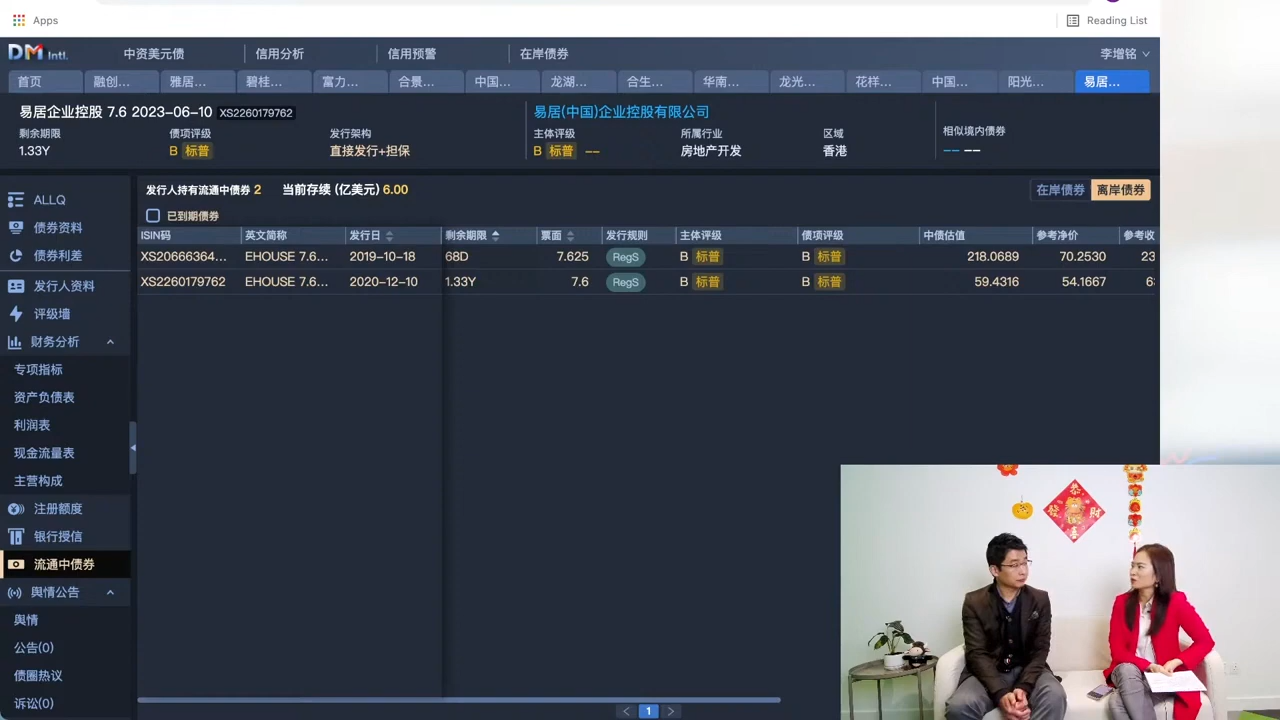 Apps
Reading List
DM Intl.
中资美元债
信用分析
信用预警
在岸债券
李增铭
首页
融创...
雅居...
碧桂...
富力...
合景...
中国...
龙湖...
合生...
华南...
龙光...
花样...
中国...
阳光...
易居...
易居企业控股 7.6 2023-06-10 XS2260179762
剩余期限
债项评级
发行架构
1.33Y
B 标普
直接发行+担保
易居(中国)企业控股有限公司
主体评级
所属行业
区域
B 标普 --
房地产开发
香港
相似境内债券
-- --
ALLQ
债券资料
债券利差
发行人资料
评级墙
财务分析
专项指标
资产负债表
利润表
现金流量表
主营构成
注册额度
银行授信
流通中债券
舆情公告
舆情
公告(0)
债圈热议
诉讼(0)
发行人持有流通中债券 2 当前存续 (亿美元) 6.00
在岸债券 离岸债券
已到期债券
ISIN码 英文简称 发行日 剩余期限 票面 发行规则 主体评级 债项评级 中债估值 参考净价 参考收
XS20666364... EHOUSE 7.6... 2019-10-18 68D 7.625 RegS B 标普 B 标普 218.0689 70.2530 23
XS2260179762 EHOUSE 7.6... 2020-12-10 1.33Y 7.6 RegS B 标普 B 标普 59.4316 54.1667
< 1 >
恭
發 財
喜